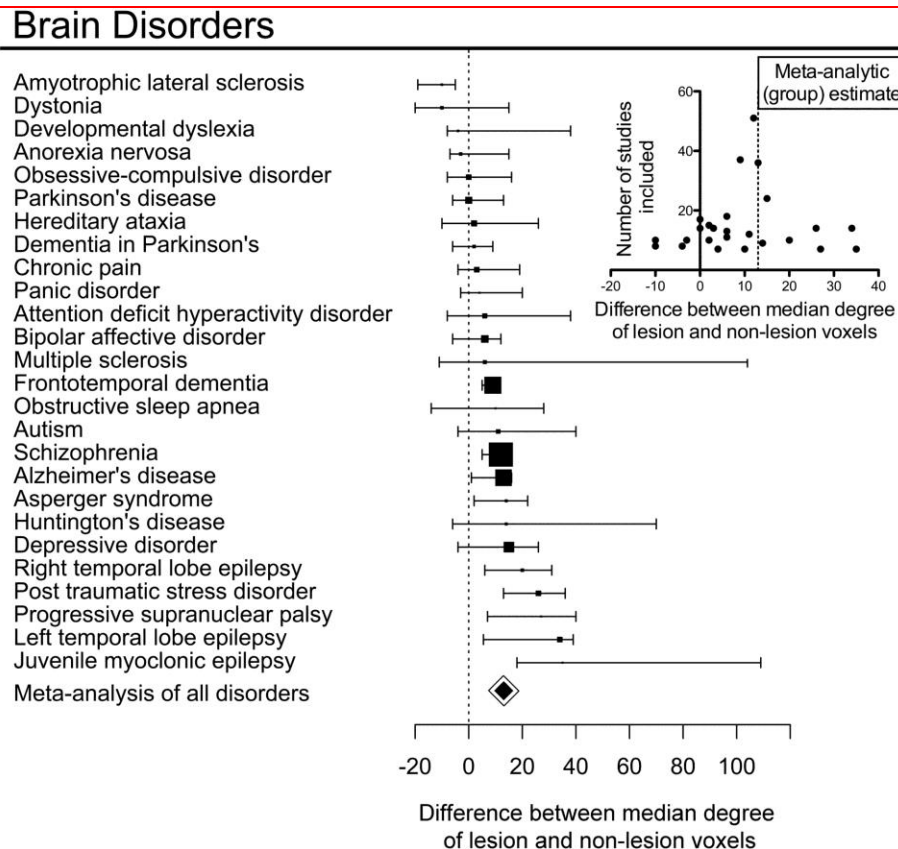 Brain Disorders
Amyotrophic lateral sclerosis
Dystonia
Developmental dyslexia
Anorexia nervosa
Obsessive-compulsive disorder
Parkinson's disease
Hereditary ataxia
Dementia in Parkinson's
Chronic pain
Panic disorder
Attention deficit hyperactivity disorder
Bipolar affective disorder
Multiple sclerosis
Frontotemporal dementia
Obstructive sleep apnea
Autism
Schizophrenia
Alzheimer's disease
Asperger syndrome
Huntington's disease
Depressive disorder
Right temporal lobe epilepsy
Post traumatic stress disorder
Progressive supranuclear palsy
Left temporal lobe epilepsy
Juvenile myoclonic epilepsy
Meta-analysis of all disorders
-20 0 20 40 60 80 100
Difference between median degree
of lesion and non-lesion voxels
Meta-analytic
(group) estimate
Number of studies
included
60
40
20
-20 -10 0 10 20 30 40
Difference between median degree
of lesion and non-lesion voxels